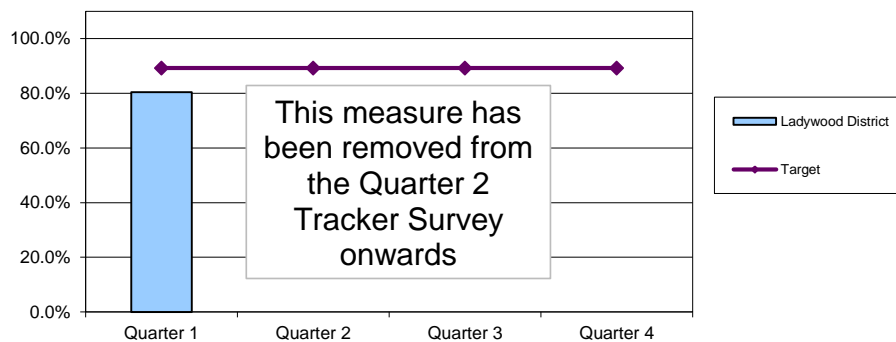 100.0%
80.0%
60.0%
40.0%
20.0%
0.0%
This measure has
been removed from
the Quarter 2
Tracker Survey
onwards
Quarter 1
Quarter 2
Quarter 3
Quarter 4
Ladywood District
Target